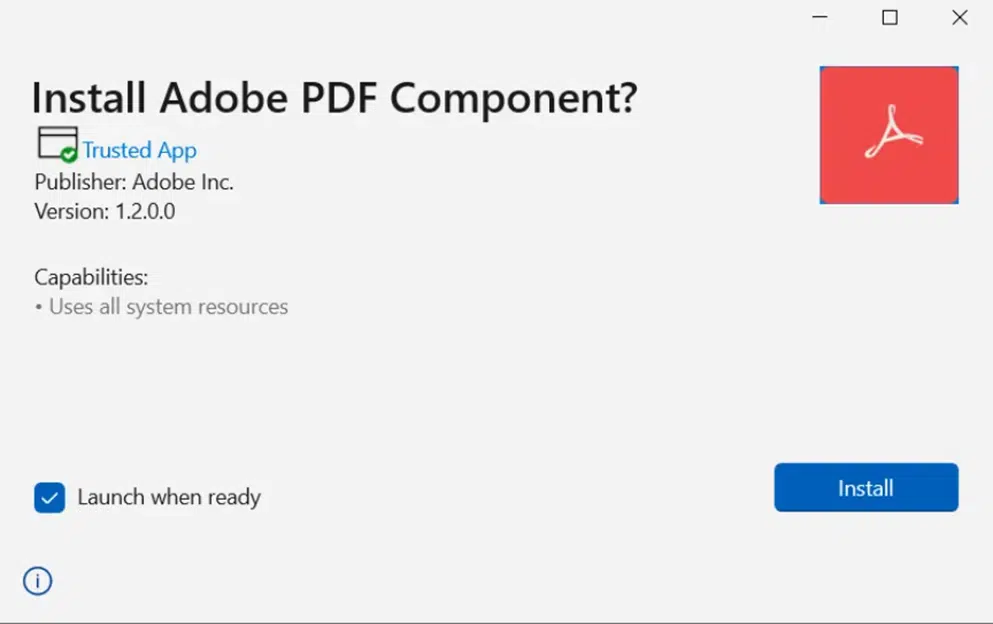 Install Adobe PDF Component?
Trusted App
Publisher: Adobe Inc.
Version: 1.2.0.0
Capabilities:
• Uses all system resources
Launch when ready
Install